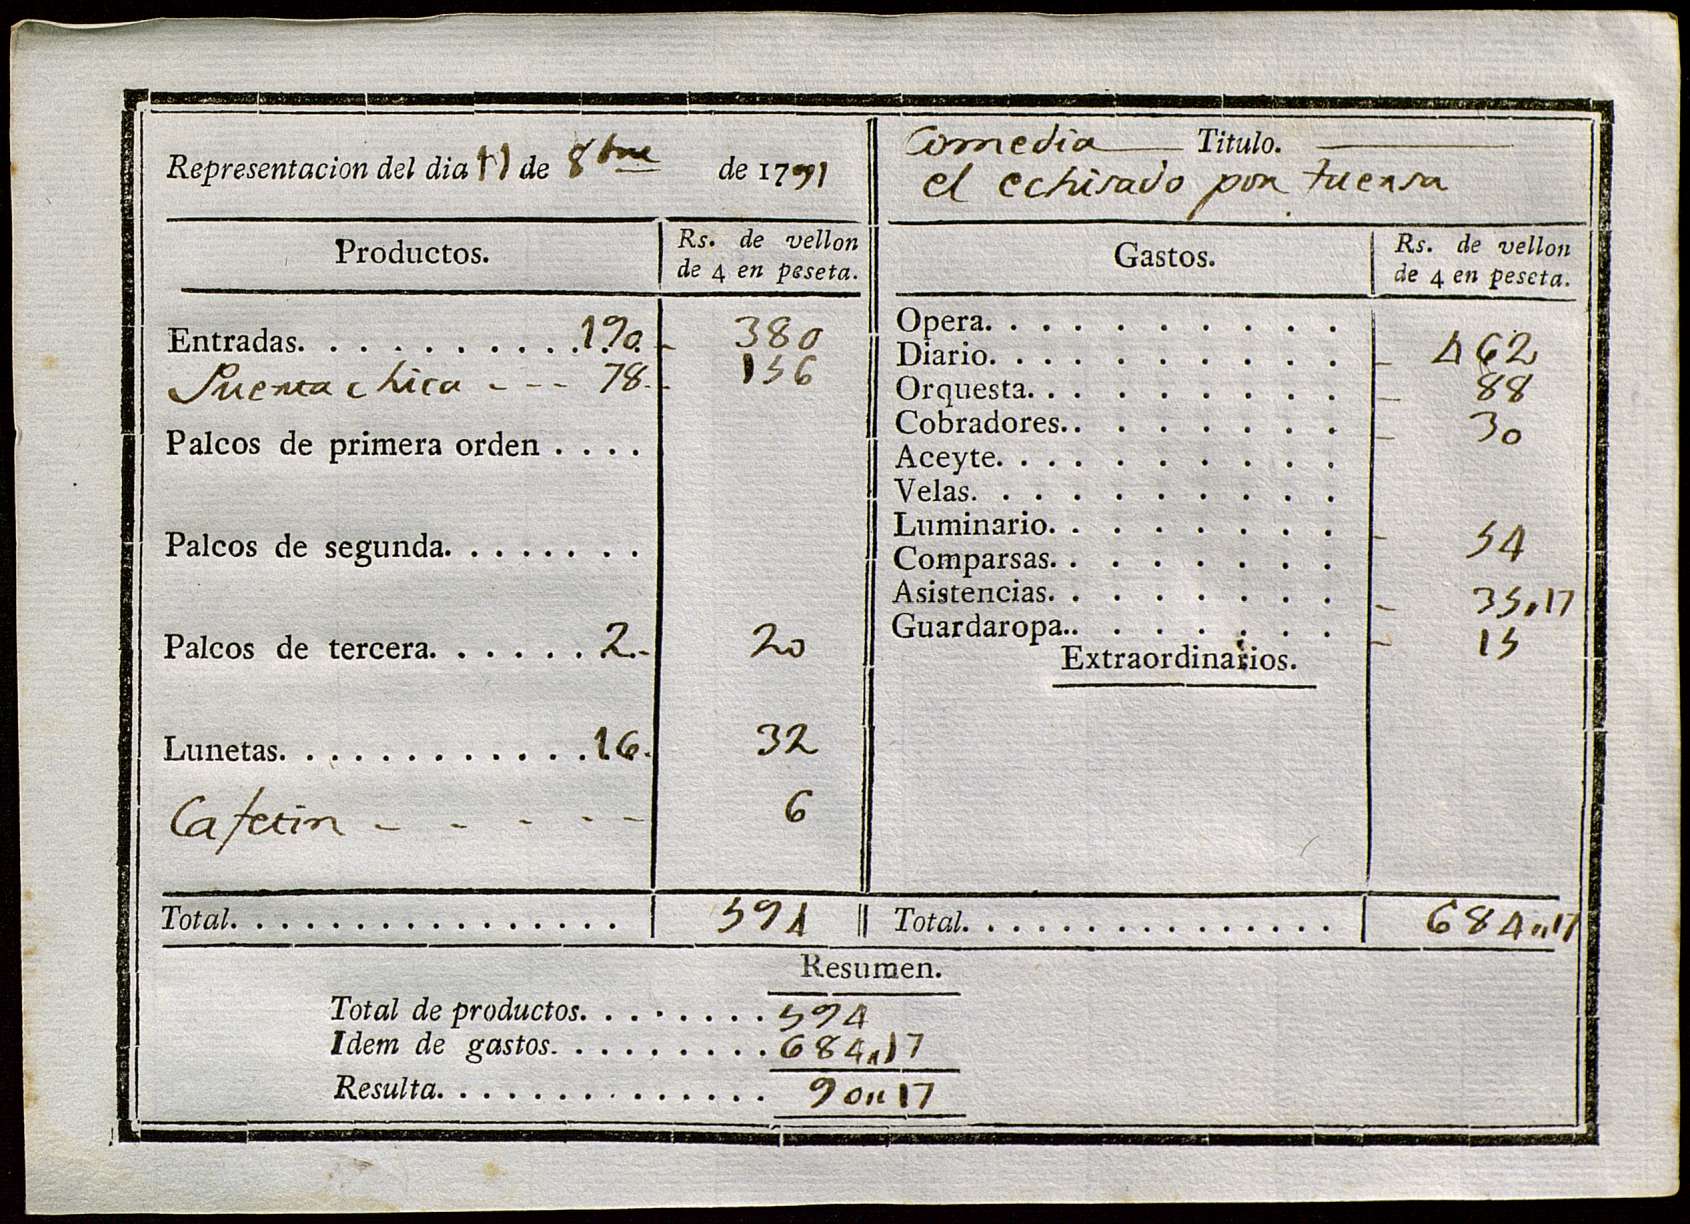 Representacion del dia 11 de 8bre de 1791
Productos.
Rs. de vellon
de 4 en peseta.
Entradas. . . . . . . . . . . 190. - 380
Puerta chica - - - 78. - 156
Palcos de primera orden . . . .
Palcos de segunda. . . . . . . .
Palcos de tercera. . . . . . 2. - 20
Lunetas. . . . . . . . . . . . . 16. 32
Cafetin - - - - - - 6
Total. . . . . . . . . . . . . . . . . 594
Comedia — Titulo. —
el echisado por fuersa
Gastos.
Rs. de vellon
de 4 en peseta.
Opera. . . . . . . . . . .
Diario. . . . . . . . . . . - 462
Orquesta. . . . . . . . . - 88
Cobradores. . . . . . . . - 30
Aceyte. . . . . . . . . . .
Velas. . . . . . . . . . .
Luminario. . . . . . . . - 54
Comparsas. . . . . . . .
Asistencias. . . . . . . . - 35,,17
Guardaropa. . . . . . . . - 15
Extraordinarios.
Total. . . . . . . . . . . . . . . 684,,17
Resumen.
Total de productos. . . . . . . . 594
Idem de gastos. . . . . . . . . . 684,,17
Resulta. . . . . . . . . . . . . . 90,,17